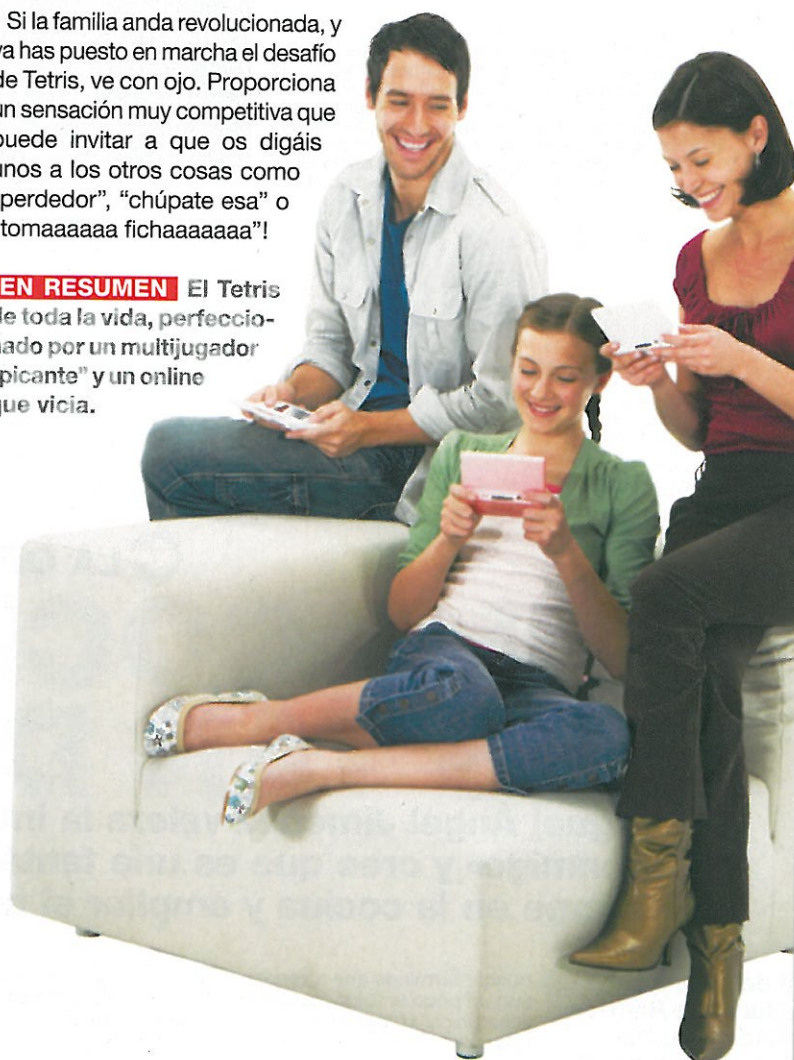 Si la familia anda revolucionada, y
ya has puesto en marcha el desafío
de Tetris, ve con ojo. Proporciona
un sensación muy competitiva que
puede invitar a que os digáis
unos a los otros cosas como
perdedor”, “chúpate esa” o
tomaaaaaa fichaaaaaaa”!
EN RESUMEN El Tetris
de toda la vida, perfeccio-
nado por un multijugador
picante” y un online
que vicia.